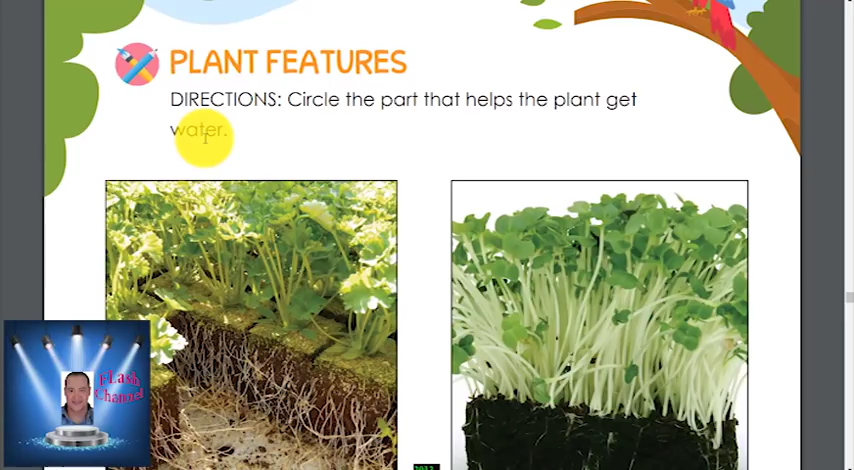 PLANT FEATURES
DIRECTIONS: Circle the part that helps the plant get
water.
FLash
Channel